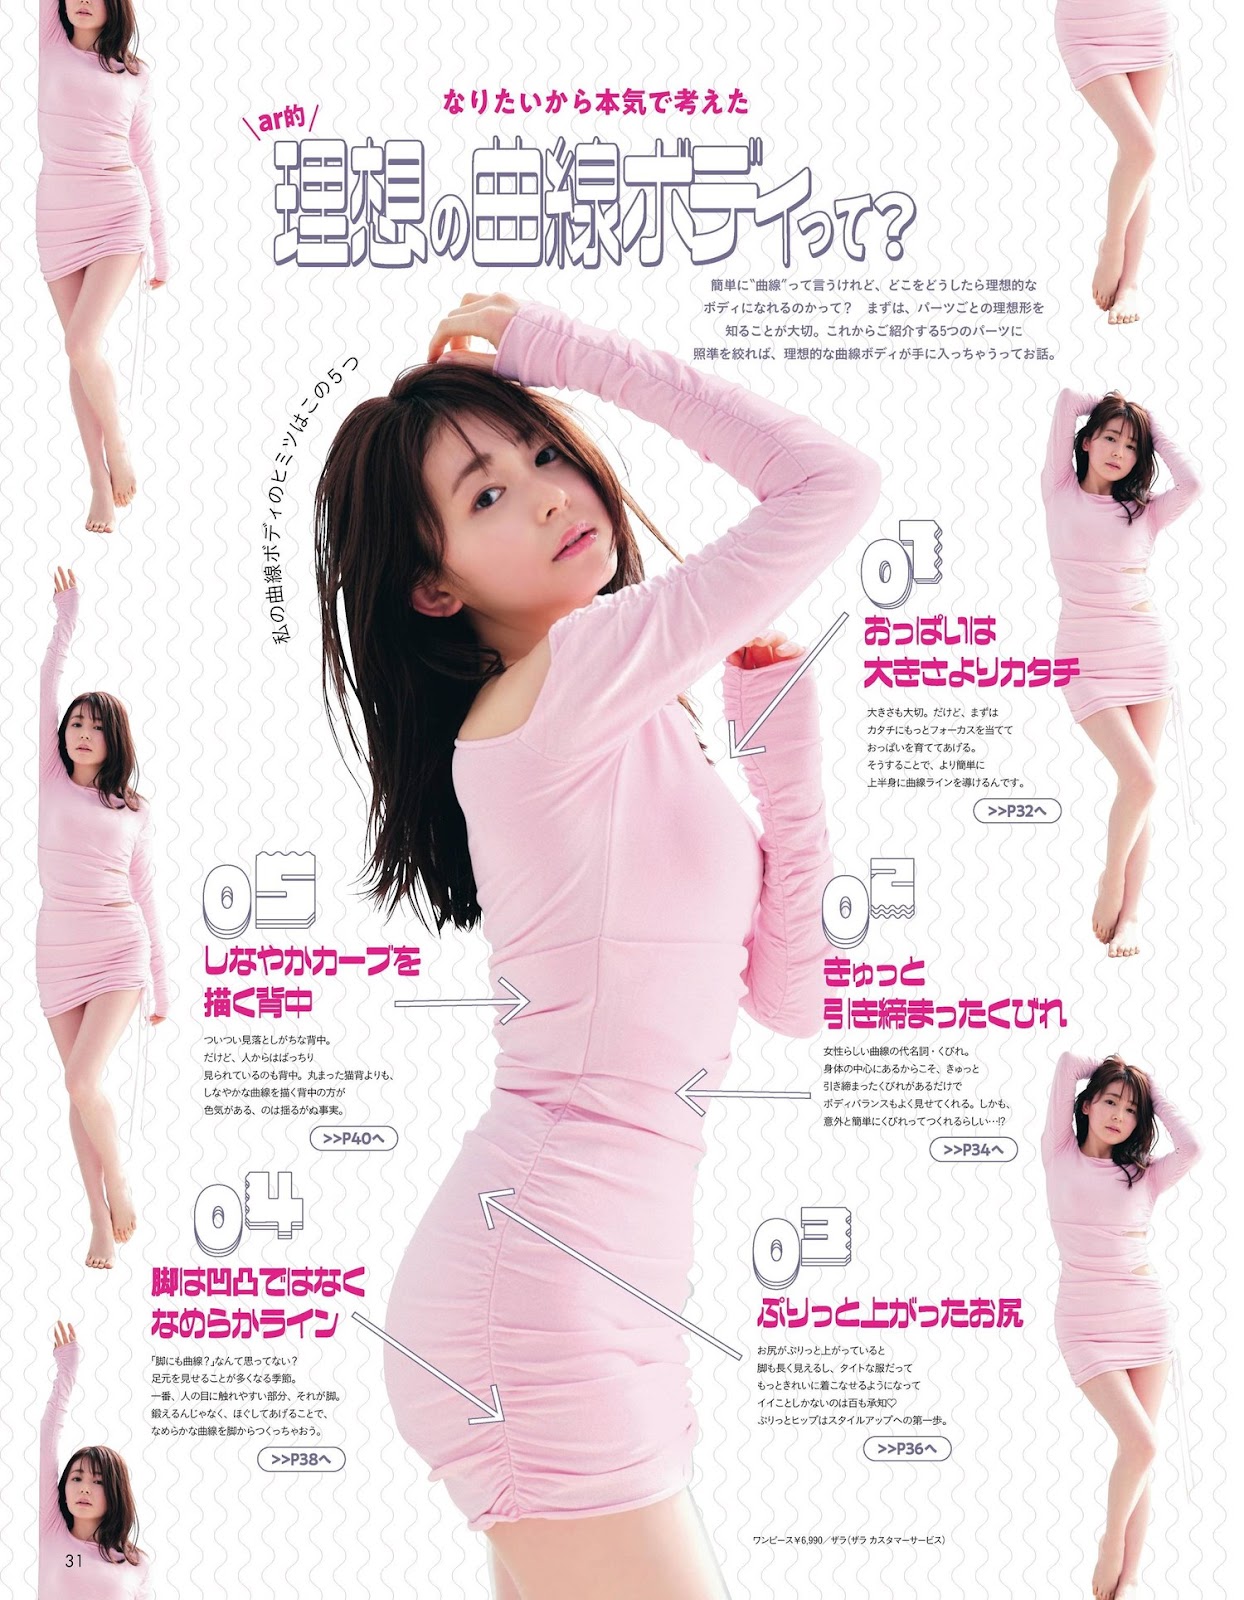 なりたいから本気で考えた
\ar的/
理想の曲線ボディって?
簡単に“曲線”って言うけれど、どこをどうしたら理想的な
ボディになれるのかって? まずは、パーツごとの理想形を
知ることが大切。これからご紹介する5つのパーツに
照準を絞れば、理想的な曲線ボディが手に入っちゃうってお話。
私の曲線ボディのヒミツはこの5つ
01
おっぱいは
大きさよりカタチ
大きさも大切。だけど、まずは
カタチにもっとフォーカスを当てて
おっぱいを育ててあげる。
そうすることで、より簡単に
上半身に曲線ラインを導けるんです。
>>P32へ
02
きゅっと
引き締まったくびれ
女性らしい曲線の代名詞・くびれ。
身体の中心にあるからこそ、きゅっと
引き締まったくびれがあるだけで
ボディバランスもよく見せてくれる。しかも、
意外と簡単にくびれってつくれるらしい…!?
>>P34へ
03
ぷりっと上がったお尻
お尻がぷりっと上がっていると
脚も長く見えるし、タイトな服だって
もっときれいに着こなせるようになって
イイことしかないのは百も承知♡
ぷりっとヒップはスタイルアップへの第一歩。
>>P36へ
04
脚は凹凸ではなく
なめらかライン
「脚にも曲線?」なんて思ってない?
足元を見せることが多くなる季節。
一番、人の目に触れやすい部分、それが脚。
鍛えるんじゃなく、ほぐしてあげることで、
なめらかな曲線を脚からつくっちゃおう。
>>P38へ
05
しなやかカーブを
描く背中
ついつい見落としがちな背中。
だけど、人からはばっちり
見られているのも背中。丸まった猫背よりも、
しなやかな曲線を描く背中の方が
色気がある、のは揺るがぬ事実。
>>P40へ
ワンピース¥6,990/ザラ(ザラ カスタマーサービス)
31